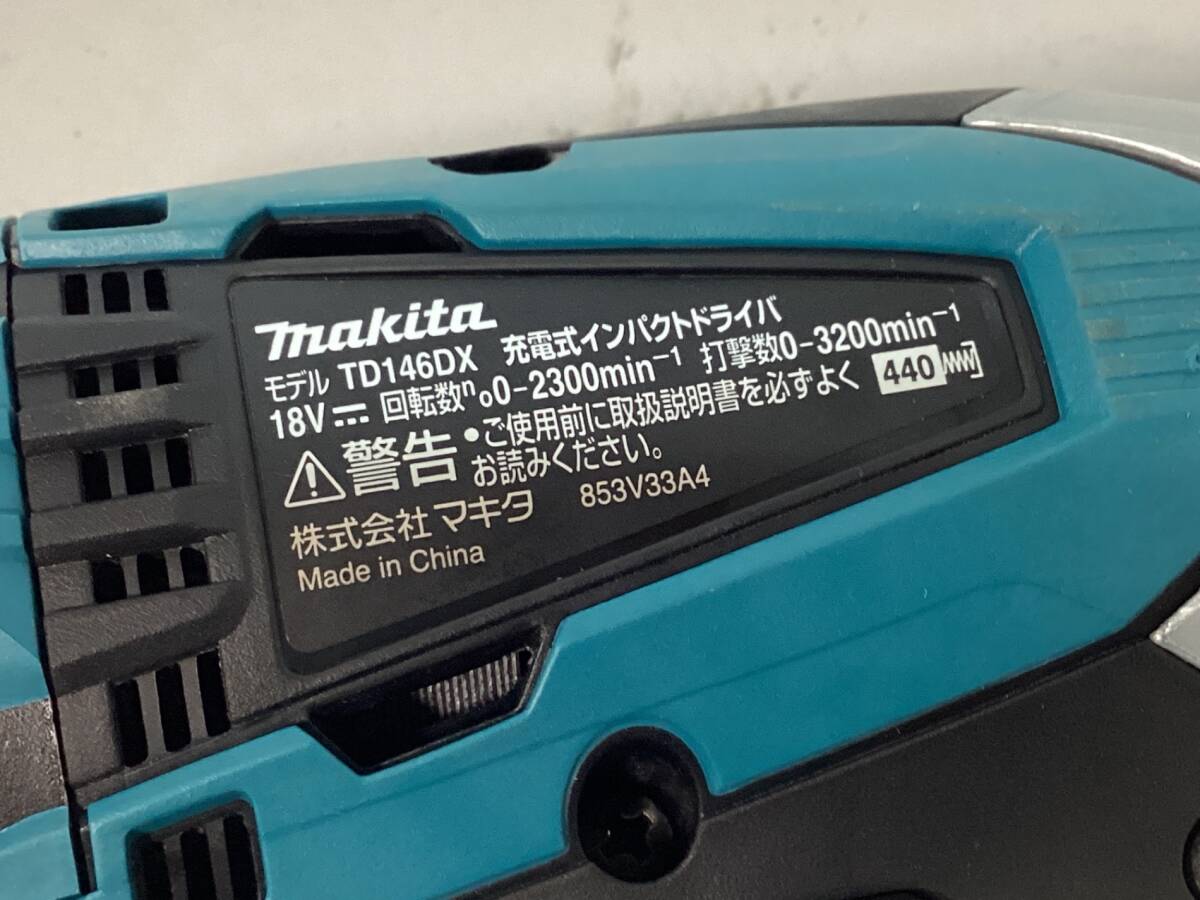 makita
モデル TD146DX 充電式インパクトドライバ
18V⎓ 回転数n₀0-2300min⁻¹ 打撃数0-3200min⁻¹
警告 •ご使用前に取扱説明書を必ずよく 440
お読みください。
株式会社 マキタ 853V33A4
Made in China